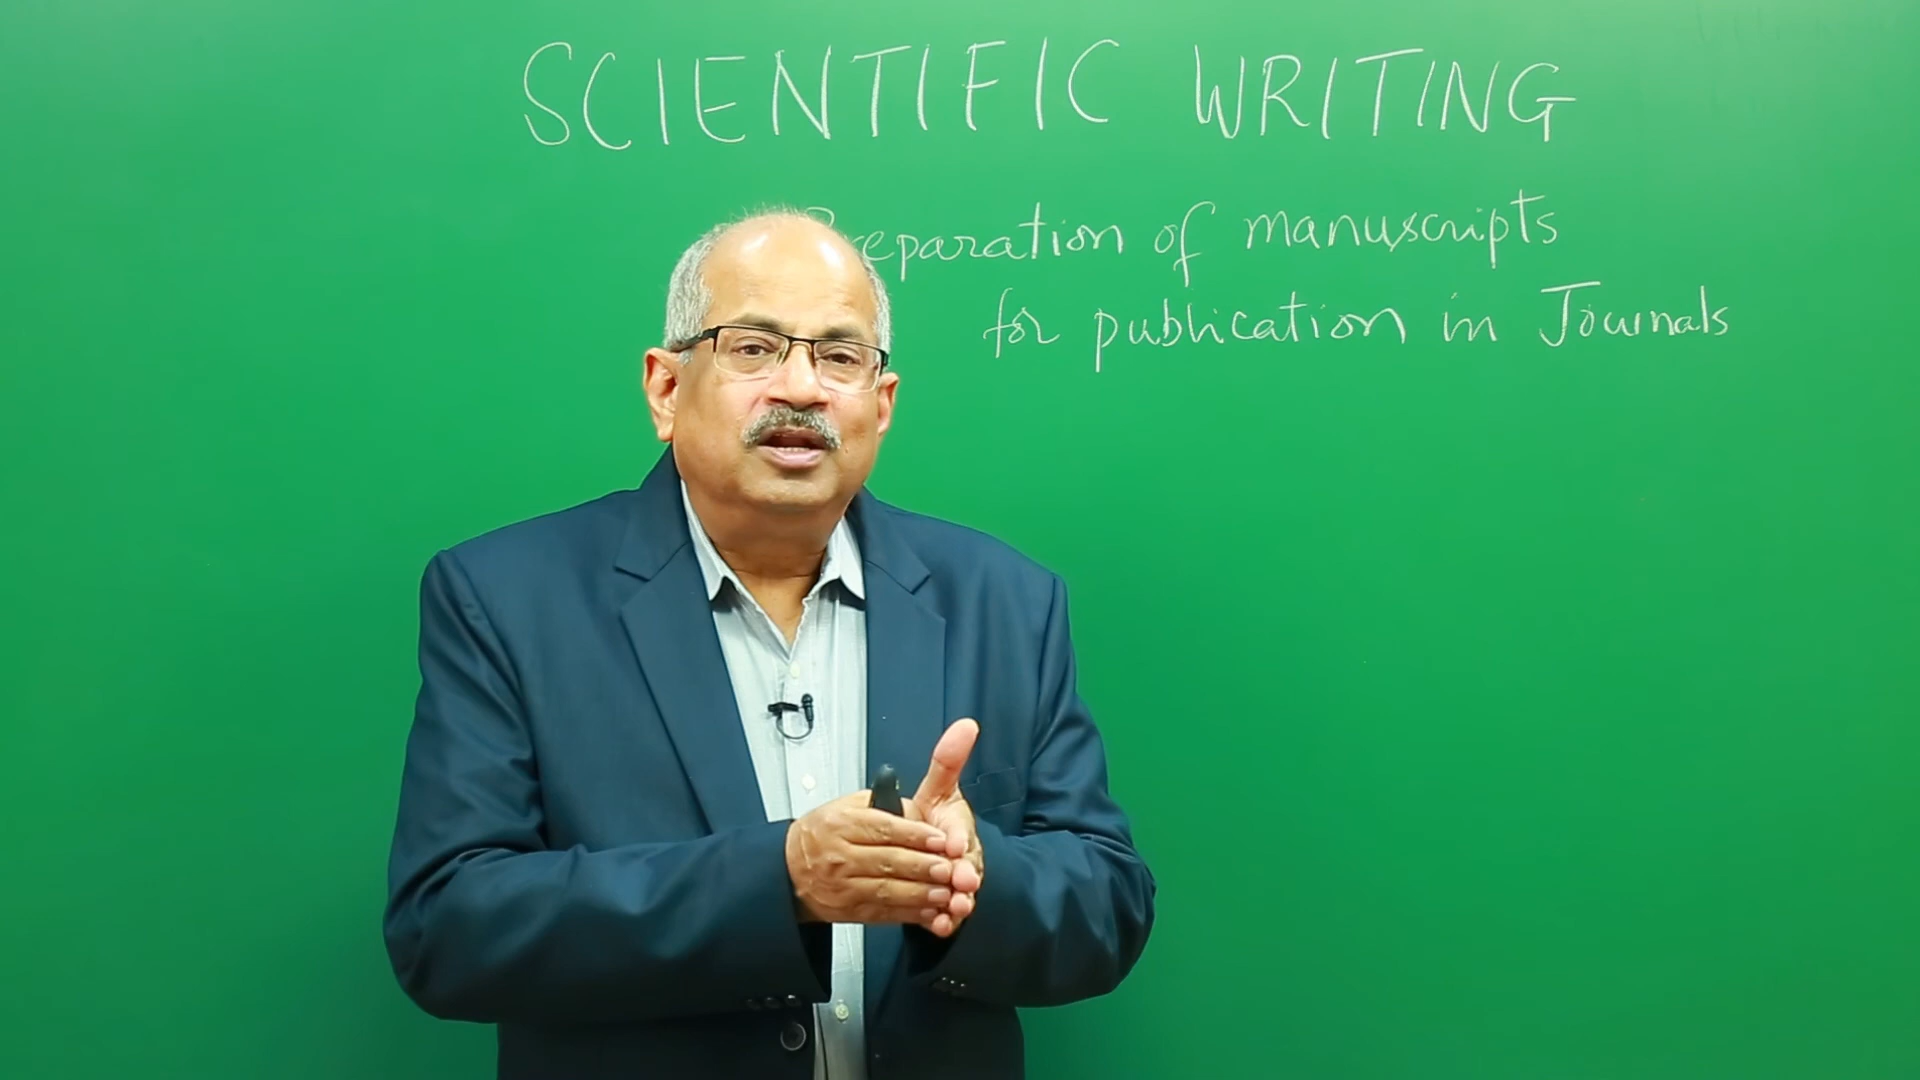 SCIENTIFIC WRITING
Preparation of manuscripts
for publication in Journals